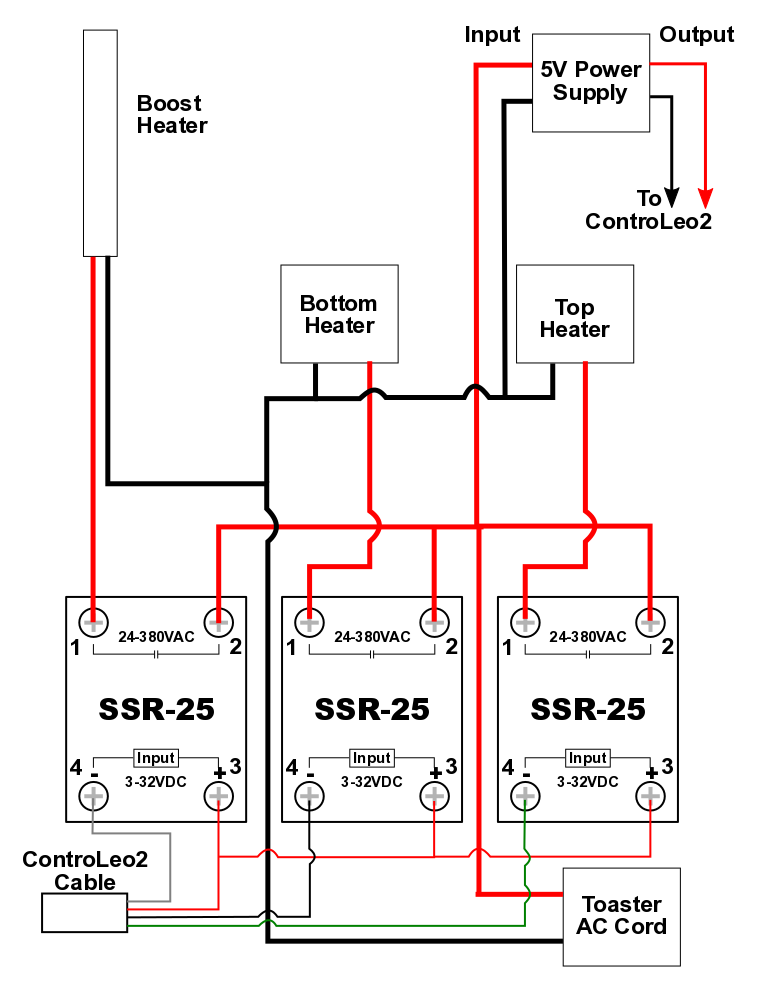 Input
Output
5V Power
Supply
Boost
Heater
To
ControLeo2
Bottom
Heater
Top
Heater
24-380VAC
1
2
SSR-25
4
-
Input
+
3
3-32VDC
24-380VAC
1
2
SSR-25
4
-
Input
+
3
3-32VDC
24-380VAC
1
2
SSR-25
4
-
Input
+
3
3-32VDC
ControLeo2
Cable
Toaster
AC Cord